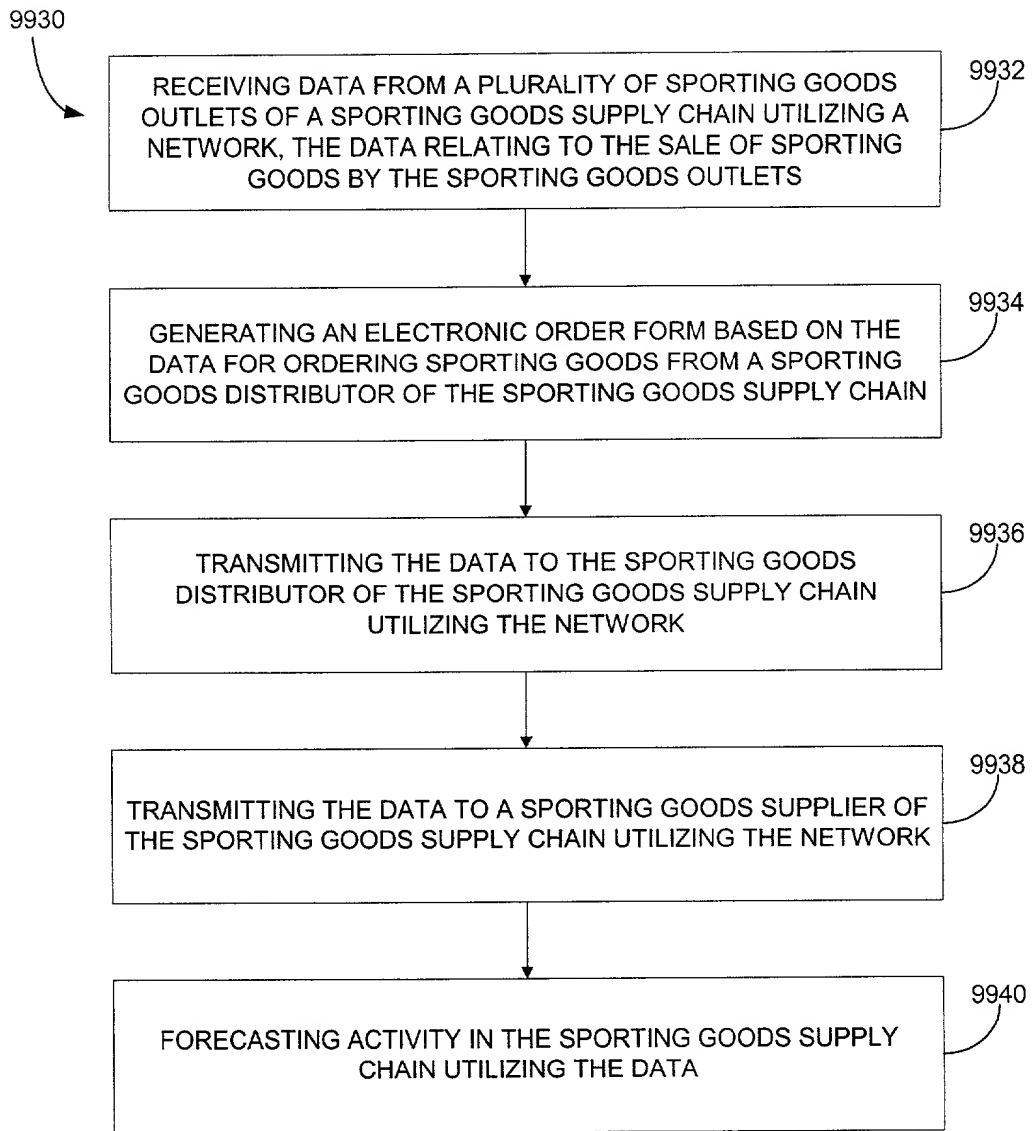 9930
RECEIVING DATA FROM A PLURALITY OF SPORTING GOODS
OUTLETS OF A SPORTING GOODS SUPPLY CHAIN UTILIZING A
NETWORK, THE DATA RELATING TO THE SALE OF SPORTING
GOODS BY THE SPORTING GOODS OUTLETS
9932
GENERATING AN ELECTRONIC ORDER FORM BASED ON THE
DATA FOR ORDERING SPORTING GOODS FROM A SPORTING
GOODS DISTRIBUTOR OF THE SPORTING GOODS SUPPLY CHAIN
9934
TRANSMITTING THE DATA TO THE SPORTING GOODS
DISTRIBUTOR OF THE SPORTING GOODS SUPPLY CHAIN
UTILIZING THE NETWORK
9936
TRANSMITTING THE DATA TO A SPORTING GOODS SUPPLIER OF
THE SPORTING GOODS SUPPLY CHAIN UTILIZING THE NETWORK
9938
FORECASTING ACTIVITY IN THE SPORTING GOODS SUPPLY
CHAIN UTILIZING THE DATA
9940